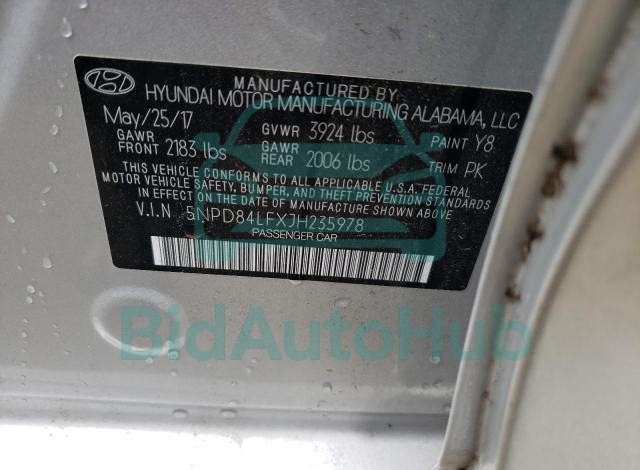 MANUFACTURED BY
HYUNDAI MOTOR MANUFACTURING ALABAMA, LLC
May/25/17 GVWR 3924 lbs PAINT Y8
GAWR FRONT 2183 lbs GAWR REAR 2006 lbs TRIM PK
THIS VEHICLE CONFORMS TO ALL APPLICABLE U.S.A. FEDERAL
MOTOR VEHICLE SAFETY, BUMPER, AND THEFT PREVENTION STANDARDS
IN EFFECT ON THE DATE OF MANUFACTURE SHOWN ABOVE.
V.I.N 5NPD84LFXJH235978
PASSENGER CAR
BidAutoHub